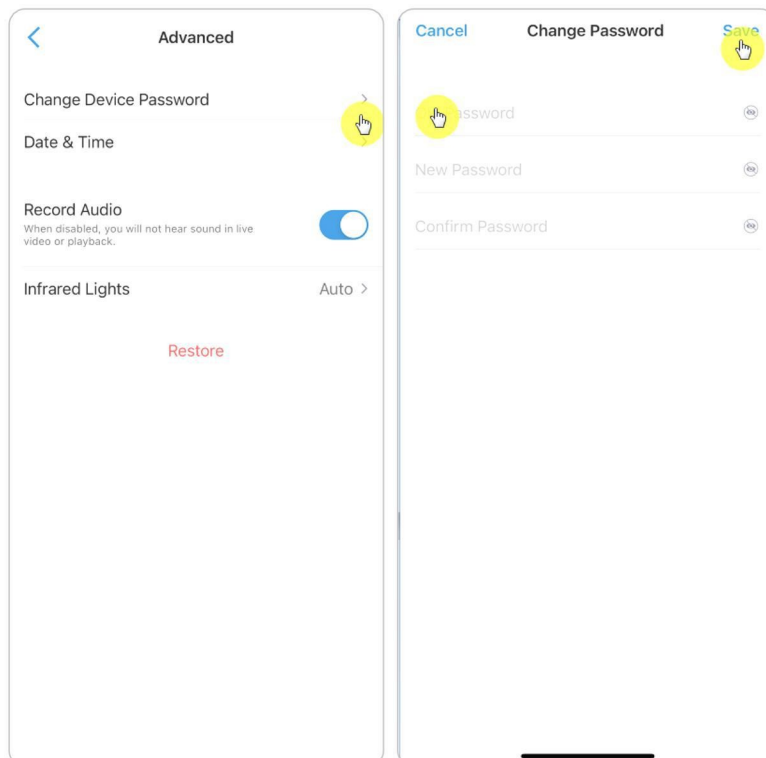 Advanced
Change Device Password
Date & Time
Record Audio
When disabled, you will not hear sound in live
video or playback.
Infrared Lights
Auto
Restore
Cancel
Change Password
Save
New Password
Confirm Password